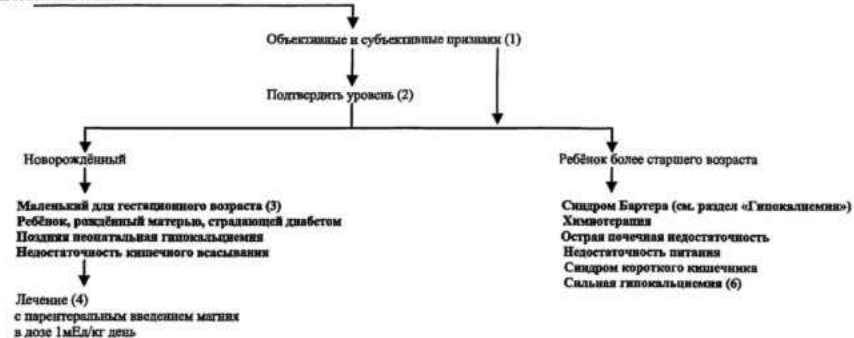 Объективные и субъективные признаки (1)
Подтвердить уровень (2)
Новорождённый
Ребёнок более старшего возраста
Маленький для гестационного возраста (3)
Ребёнок, рождённый матерью, страдающей диабетом
Поздняя неонатальная гипокальциемия
Недостаточность кишечного всасывания
Синдром Бартера (см. раздел «Гипокалиемия»)
Химиотерапия
Острая почечная недостаточность
Недостаточность питания
Синдром короткого кишечника
Сильная гипокальциемия (6)
Лечение (4)
с парентеральным введением магния
в дозе 1мЕл/кг день